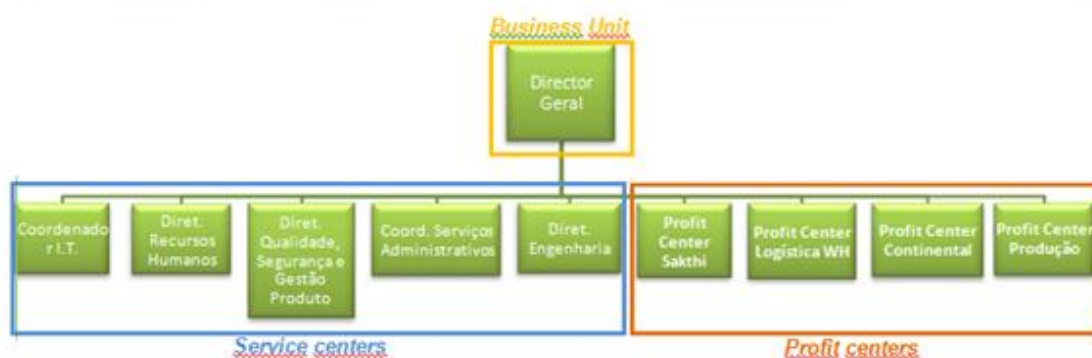 Business Unit
Director
Geral
Coordenado
r I.T.
Diret.
Recursos
Humanos
Diret.
Qualidade,
Segurança e
Gestão
Produto
Coord. Serviços
Administrativos
Diret.
Engenharia
Profit
Center
Sakthi
Profit Center
Logística WH
Profit Center
Continental
Profit Center
Produção
Service centers
Profit centers